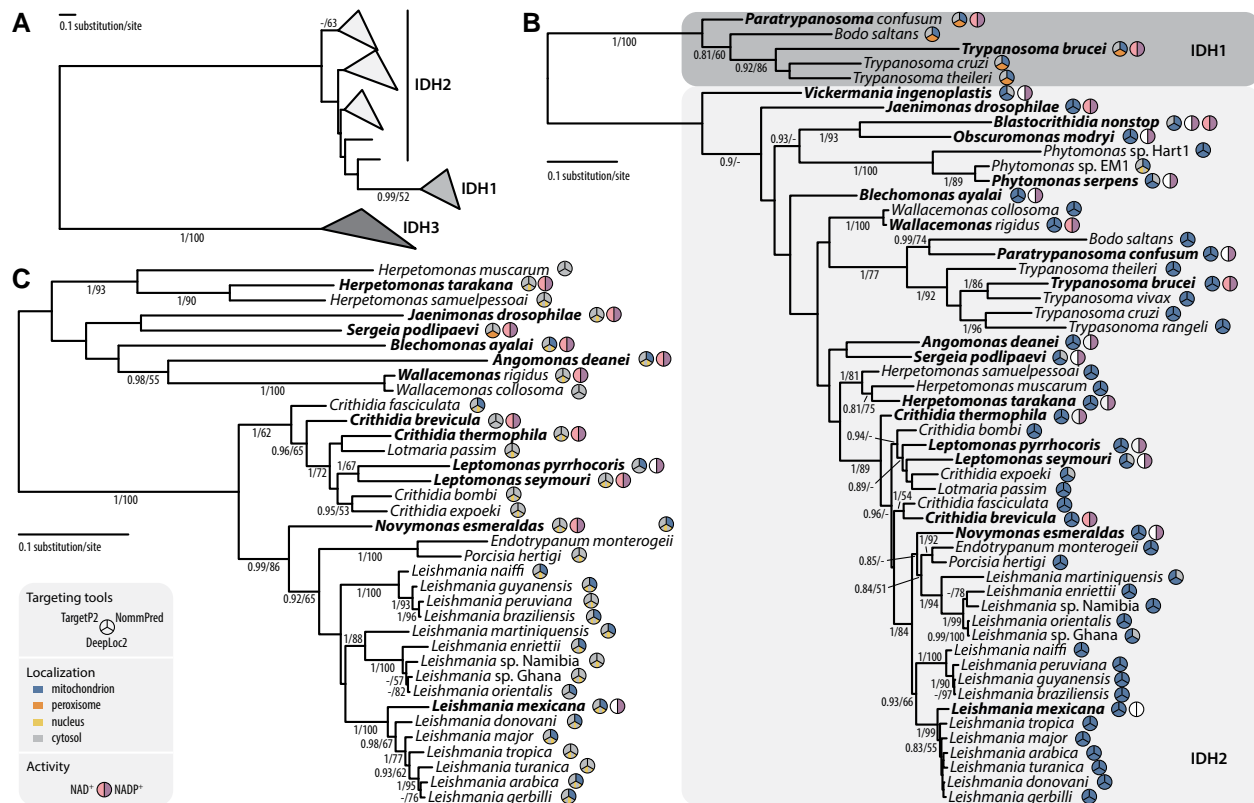 A
0.1 substitution/site
-/63
IDH2
0.99/52
IDH1
1/100
IDH3
B
1/100
0.1 substitution/site
Paratrypanosoma confusum
0.81/60
Bodo saltans
Trypanosoma brucei
0.92/86
Trypanosoma cruzi
Trypanosoma theileri
IDH1
Vickermania ingenoplastis
Jaenimonas drosophilae
0.9/-
0.93/-
Blastocrithidia nonstop
1/93
Obscuromonas modryi
Phytomonas sp. Hart1
1/100
Phytomonas sp. EM1
1/89
Phytomonas serpens
Blechomonas ayalai
Wallacemonas collosoma
1/100
Wallacemonas rigidus
0.99/74
Bodo saltans
Paratrypanosoma confusum
1/77
Trypanosoma theileri
1/92
1/86
Trypanosoma brucei
Trypanosoma vivax
Trypanosoma cruzi
1/96
Trypasonoma rangeli
Angomonas deanei
Sergeia podlipaevi
Herpetomonas samuelpessoai
1/81
Herpetomonas muscarum
0.81/75
Herpetomonas tarakana
Crithidia thermophila
Crithidia bombi
0.94/-
Leptomonas pyrrhocoris
1/89
Leptomonas seymouri
0.89/-
Crithidia expoeki
Lotmaria passim
1/54
Crithidia fasciculata
0.96/-
Crithidia brevicula
Novymonas esmeraldas
1/92
Endotrypanum monterogeii
0.85/-
Porcisia hertigi
0.84/51
Leishmania martiniquensis
1/94
-/78
Leishmania enriettii
Leishmania sp. Namibia
1/99
Leishmania orientalis
0.99/100
Leishmania sp. Ghana
1/84
Leishmania naiffi
1/100
Leishmania peruviana
1/90
Leishmania guyanensis
-/97
Leishmania braziliensis
0.93/66
Leishmania mexicana
Leishmania tropica
1/99
Leishmania major
0.83/55
Leishmania arabica
Leishmania turanica
Leishmania donovani
Leishmania gerbilli
IDH2
C
Herpetomonas muscarum
1/93
Herpetomonas tarakana
1/90
Herpetomonas samuelpessoai
Jaenimonas drosophilae
Sergeia podlipaevi
Blechomonas ayalai
Angomonas deanei
0.98/55
Wallacemonas rigidus
1/100
Wallacemonas collosoma
Crithidia fasciculata
1/62
Crithidia brevicula
0.96/65
Crithidia thermophila
Lotmaria passim
1/72
1/67
Leptomonas pyrrhocoris
Leptomonas seymouri
Crithidia bombi
0.95/53
Crithidia expoeki
1/100
Novymonas esmeraldas
0.1 substitution/site
Endotrypanum monterogeii
1/100
Porcisia hertigi
0.99/86
Leishmania naiffi
1/100
Leishmania guyanensis
0.92/65
1/93
Leishmania peruviana
1/96
Leishmania braziliensis
Leishmania martiniquensis
1/88
Leishmania enriettii
1/100
Leishmania sp. Namibia
-/57
Leishmania sp. Ghana
-/82
Leishmania orientalis
Leishmania mexicana
1/100
Leishmania donovani
0.98/67
Leishmania major
1/77
Leishmania tropica
0.93/62
Leishmania turanica
1/95
Leishmania arabica
-/76
Leishmania gerbilli
Targeting tools
TargetP2 NommPred
DeepLoc2
Localization
mitochondrion
peroxisome
nucleus
cytosol
Activity
NAD⁺ NADP⁺